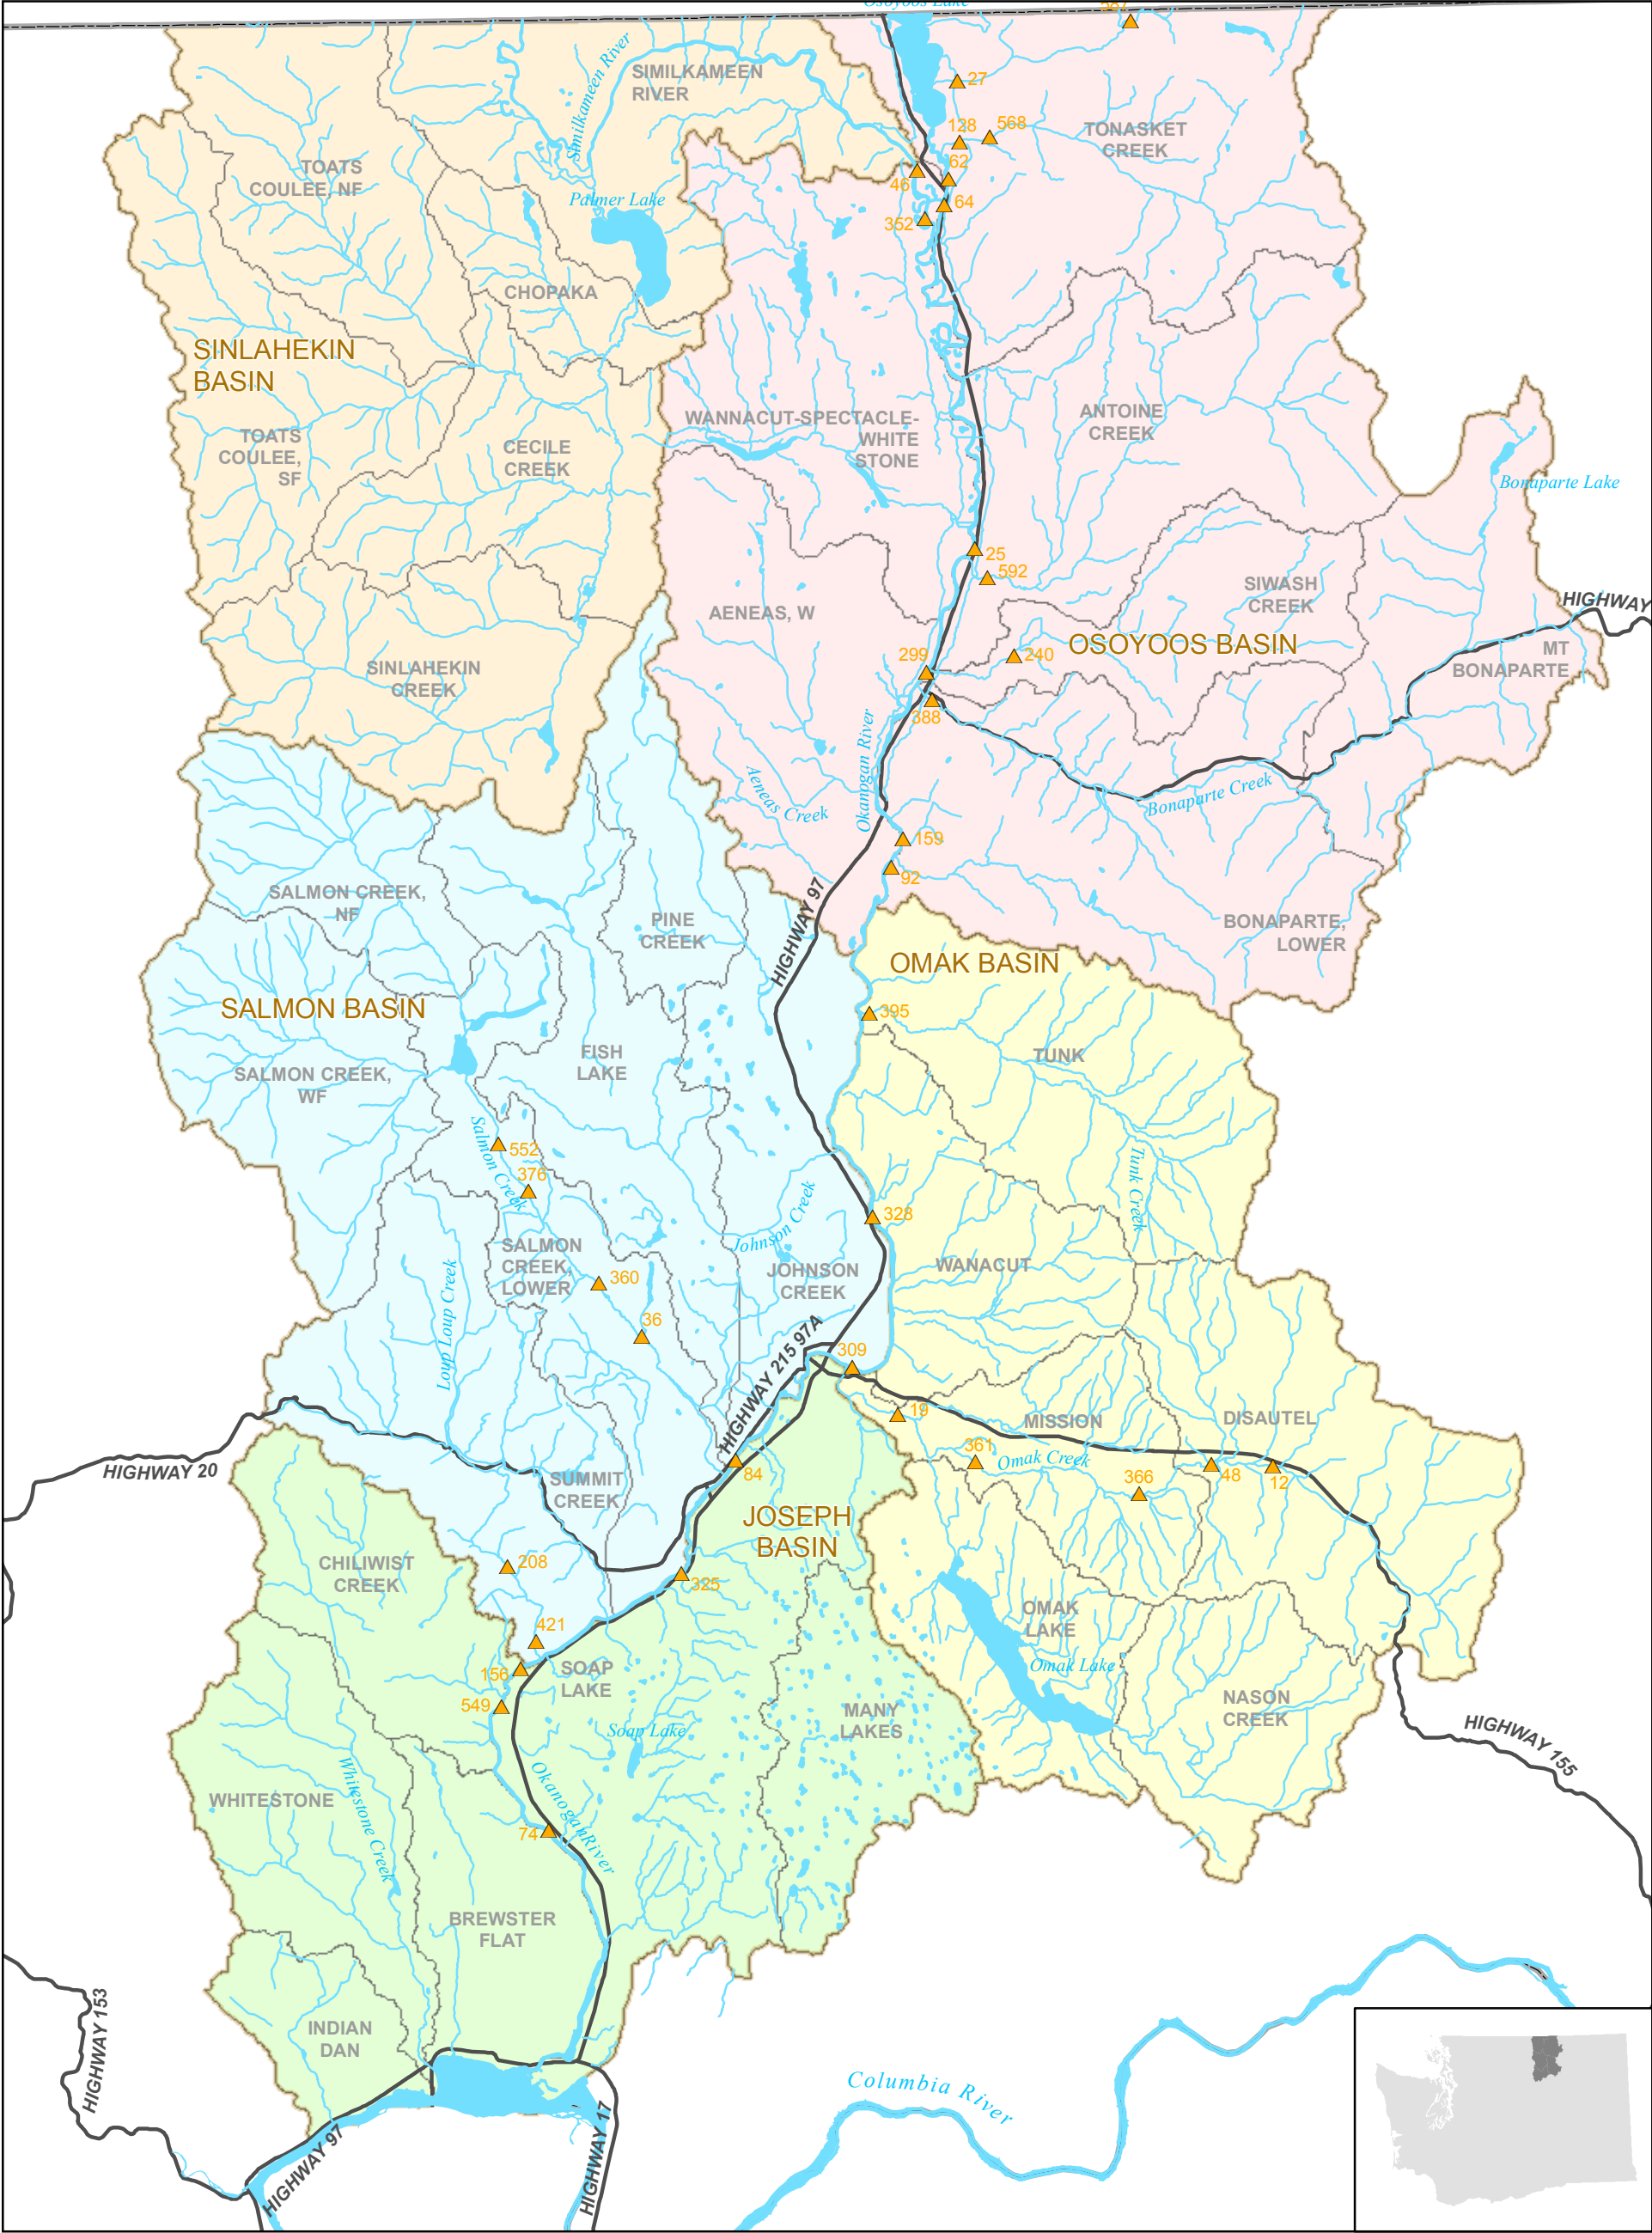 Osoyoos Lake
Similkameen River
SIMILKAMEEN
RIVER
27
128
568
TONASKET
CREEK
TOATS
COULEE, NF
62
46
Palmer Lake
64
352
CHOPAKA
SINLAHEKIN
BASIN
WANNACUT-SPECTACLE-
WHITE
STONE
ANTOINE
CREEK
TOATS
COULEE,
SF
CECILE
CREEK
Bonaparte Lake
25
592
SIWASH
CREEK
HIGHWAY
AENEAS, W
OSOYOOS BASIN
MT
BONAPARTE
SINLAHEKIN
CREEK
299
240
388
Okanogan River
Aeneas Creek
Bonaparte Creek
159
92
SALMON CREEK,
NF
PINE
CREEK
HIGHWAY 97
BONAPARTE,
LOWER
OMAK BASIN
SALMON BASIN
395
FISH
LAKE
TUNK
SALMON CREEK,
WF
Salmon Creek
552
376
Tunk Creek
Johnson Creek
328
SALMON
CREEK,
LOWER
360
JOHNSON
CREEK
WANACUT
Loup Loup Creek
36
309
HIGHWAY 215 97A
19
MISSION
DISAUTEL
361
Omak Creek
HIGHWAY 20
84
366
48
12
SUMMIT
CREEK
JOSEPH
BASIN
CHILIWIST
CREEK
208
325
OMAK
LAKE
421
156
SOAP
LAKE
Omak Lake
549
NASON
CREEK
MANY
LAKES
Soap Lake
HIGHWAY 155
WHITESTONE
Whitestone Creek
OkanoganRiver
74
BREWSTER
FLAT
INDIAN
DAN
HIGHWAY 153
Columbia River
HIGHWAY 97
HIGHWAY 17